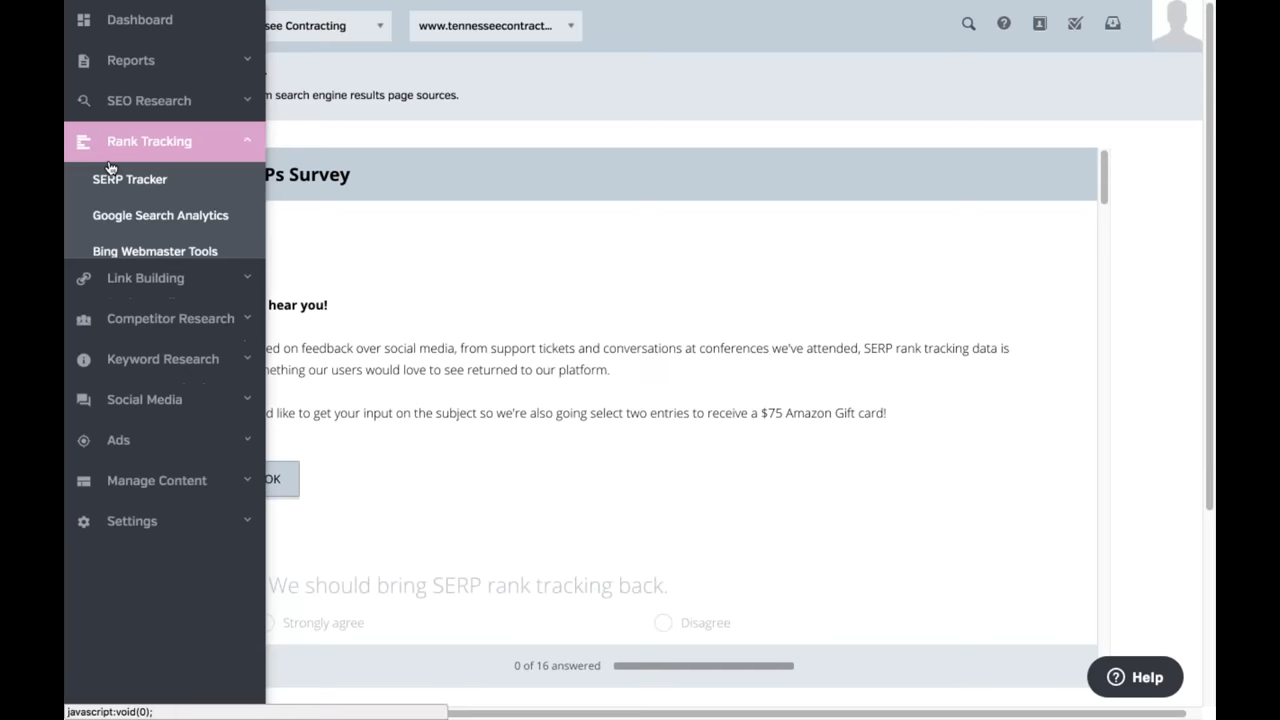 Dashboard
Reports
SEO Research
Rank Tracking
SERP Tracker
Google Search Analytics
Bing Webmaster Tools
Link Building
Competitor Research
Keyword Research
Social Media
Ads
Manage Content
Settings
see Contracting
www.tennesseecontract...
search engine results page sources.
Ps Survey
hear you!
ed on feedback over social media, from support tickets and conversations at conferences we've attended, SERP rank tracking data is
ething our users would love to see returned to our platform.
d like to get your input on the subject so we're also going select two entries to receive a $75 Amazon Gift card!
OK
We should bring SERP rank tracking back.
Strongly agree
Disagree
0 of 16 answered
Help
javascript:void(0);